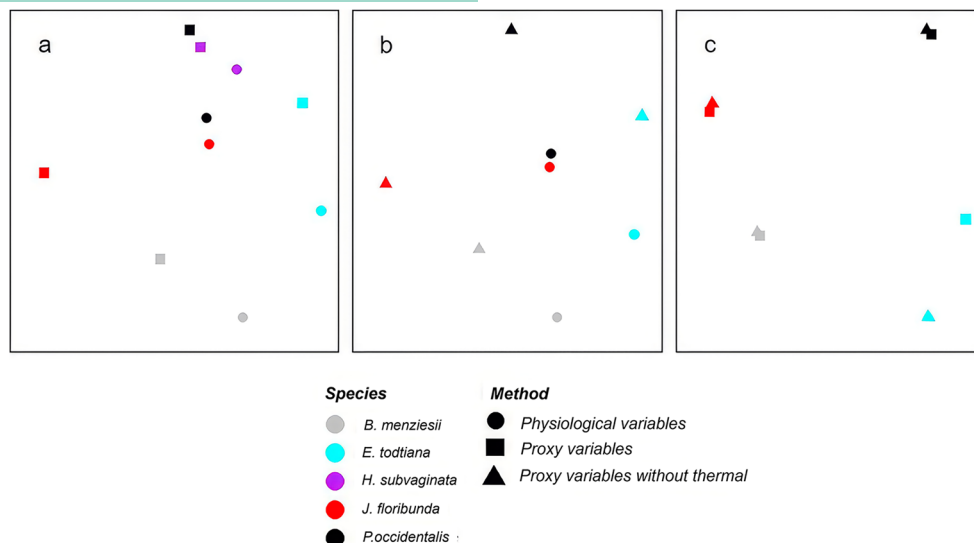 a
b
c
Species
B. menziesii
E. todtiana
H. subvaginata
J. floribunda
P.occidentalis
Method
Physiological variables
Proxy variables
Proxy variables without thermal